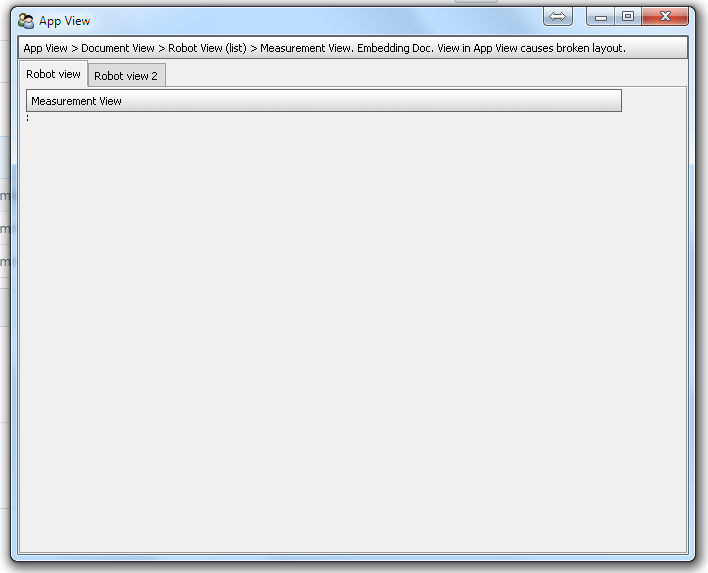 App View
App View > Document View > Robot View (list) > Measurement View. Embedding Doc. View in App View causes broken layout.
Robot view
Robot view 2
Measurement View
:
m
m
m